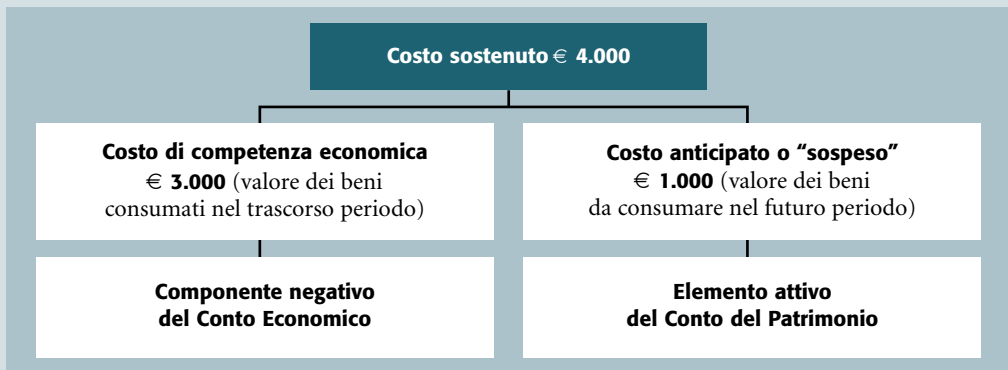 Costo sostenuto € 4.000
Costo di competenza economica
€ 3.000 (valore dei beni
consumati nel trascorso periodo)
Costo anticipato o “sospeso”
€ 1.000 (valore dei beni
da consumare nel futuro periodo)
Componente negativo
del Conto Economico
Elemento attivo
del Conto del Patrimonio